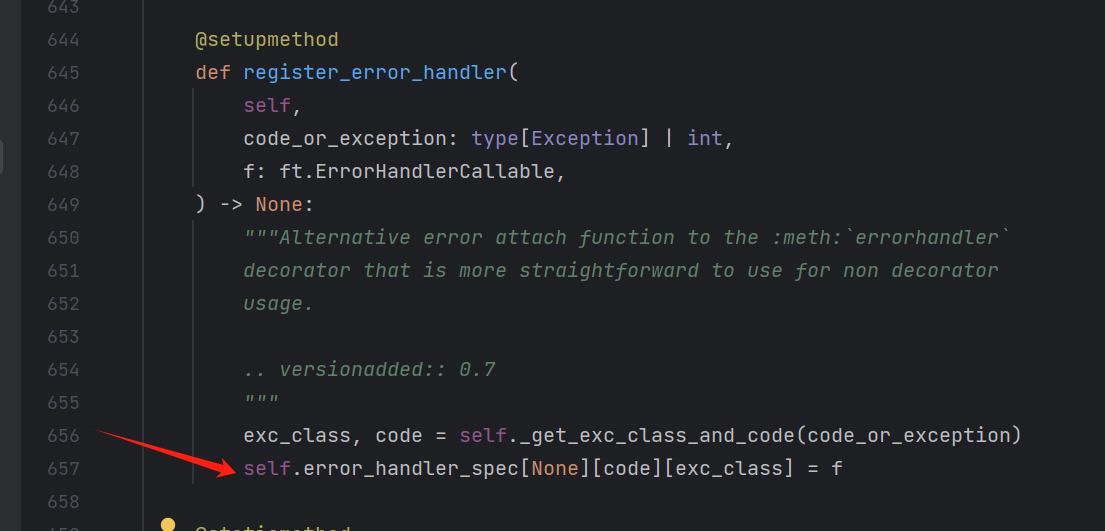 643
644 @setupmethod
645 def register_error_handler(
646 self,
647 code_or_exception: type[Exception] | int,
648 f: ft.ErrorHandlerCallable,
649 ) -> None:
650 """Alternative error attach function to the :meth:`errorhandler`
651 decorator that is more straightforward to use for non decorator
652 usage.
653
654 .. versionadded:: 0.7
655 """
656 exc_class, code = self._get_exc_class_and_code(code_or_exception)
657 self.error_handler_spec[None][code][exc_class] = f
658
659 @staticmethod